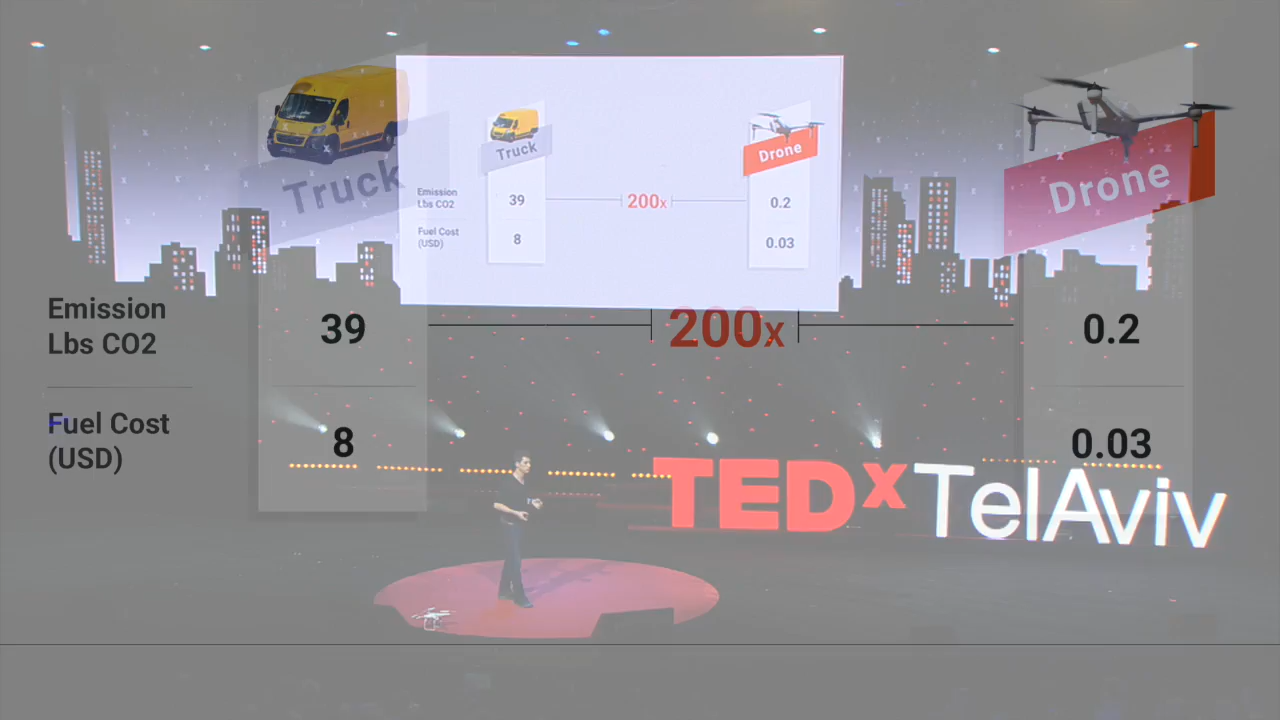 Truck
Drone
Emission
Lbs CO2
39
200x
0.2
Fuel Cost
(USD)
8
0.03
Truck
Drone
Emission
Lbs CO2
39
200x
0.2
Fuel Cost
(USD)
8
0.03
TEDx TelAviv